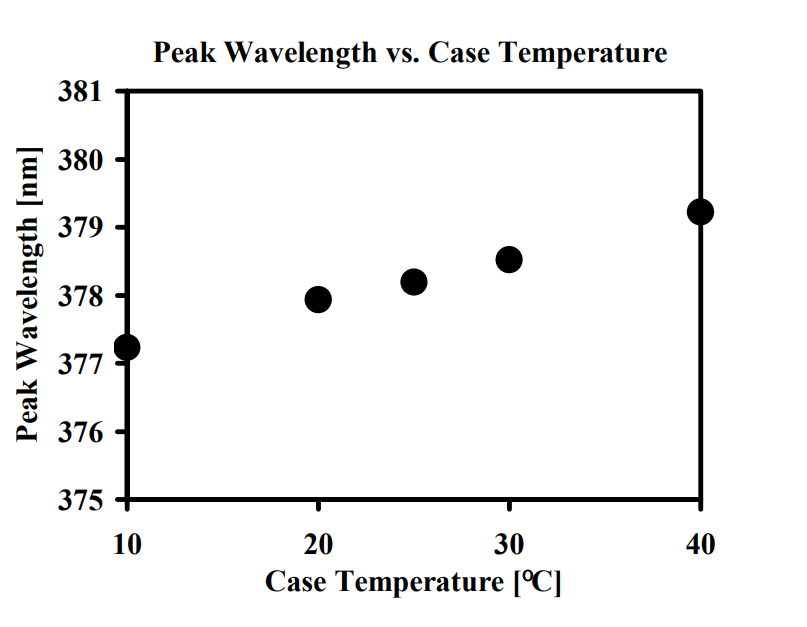 Peak Wavelength vs. Case Temperature
381
380
379
378
377
376
375
Peak Wavelength [nm]
10 20 30 40
Case Temperature [℃]